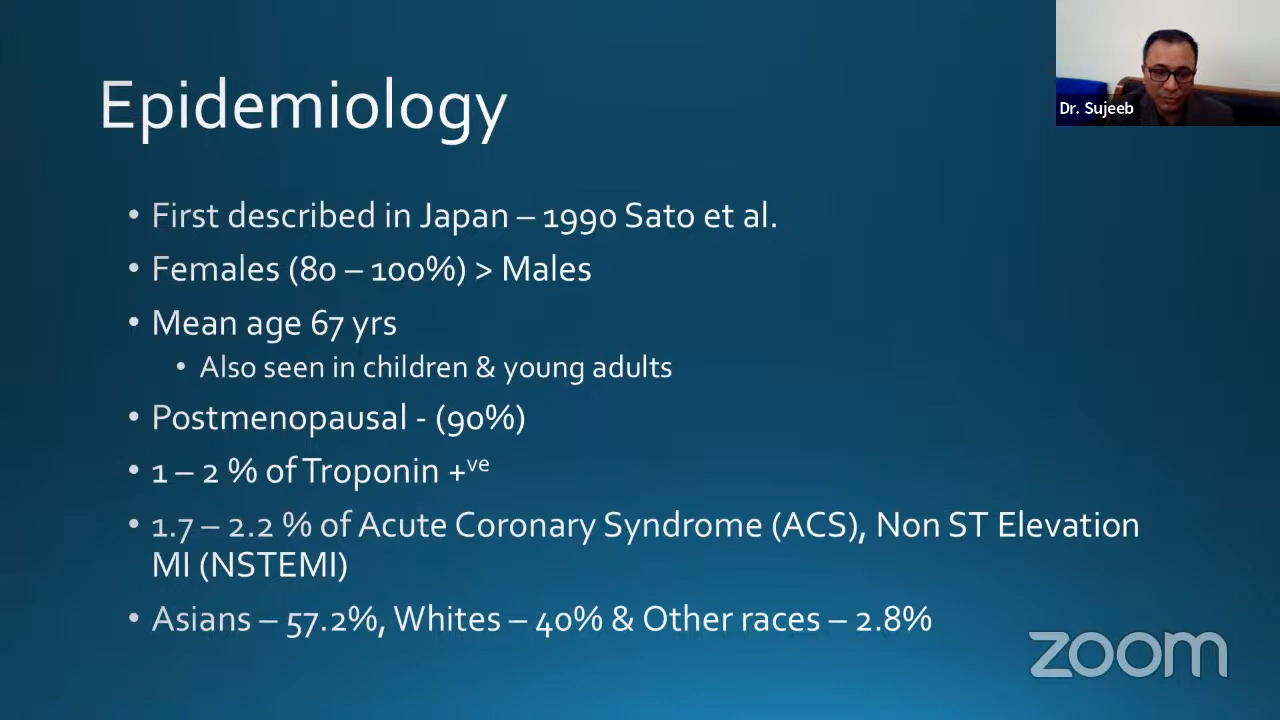 Epidemiology
Dr. Sujeeb
• First described in Japan – 1990 Sato et al.
• Females (80 – 100%) > Males
• Mean age 67 yrs
• Also seen in children & young adults
• Postmenopausal - (90%)
• 1 – 2 % of Troponin +ve
• 1.7 – 2.2 % of Acute Coronary Syndrome (ACS), Non ST Elevation
MI (NSTEMI)
• Asians – 57.2%, Whites – 40% & Other races – 2.8%
zoom